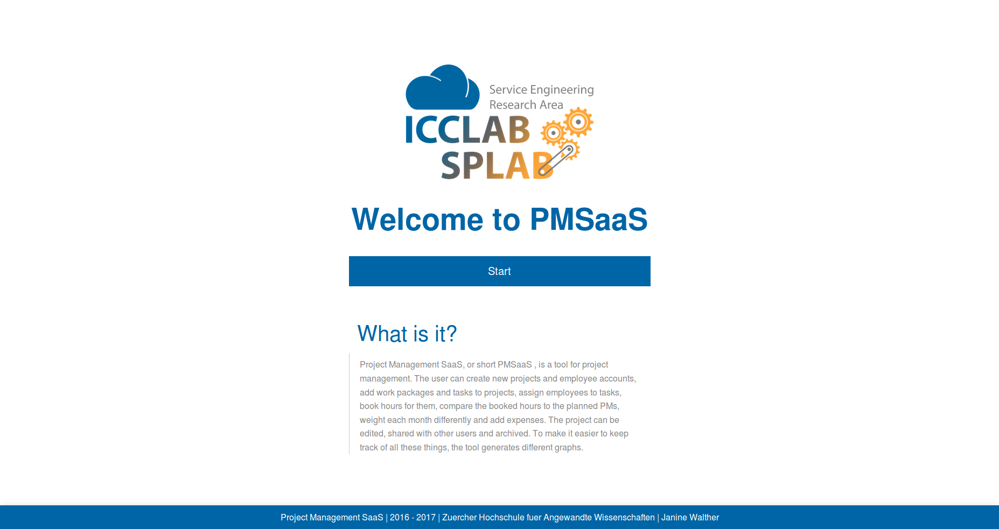 Service Engineering
Research Area
ICCLAB
SPLAB
Welcome to PMSaaS
Start
What is it?
Project Management SaaS, or short PMSaaS , is a tool for project
management. The user can create new projects and employee accounts,
add work packages and tasks to projects, assign employees to tasks,
book hours for them, compare the booked hours to the planned PMs,
weight each month differently and add expenses. The project can be
edited, shared with other users and archived. To make it easier to keep
track of all these things, the tool generates different graphs.
Project Management SaaS | 2016 - 2017 | Zuercher Hochschule fuer Angewandte Wissenschaften | Janine Walther